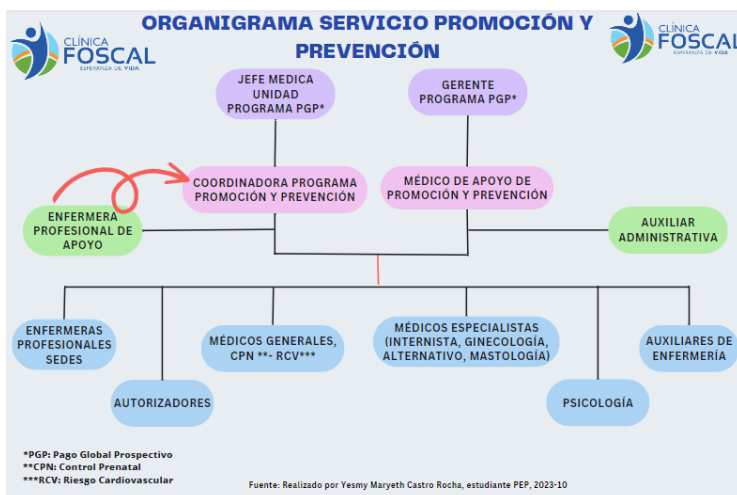 ORGANIGRAMA SERVICIO PROMOCIÓN Y
PREVENCIÓN
CLÍNICA
FOSCAL
ESPERANZA DE VIDA
CLÍNICA
FOSCAL
ESPERANZA DE VIDA
JEFE MEDICA
UNIDAD
PROGRAMA PGP*
GERENTE
PROGRAMA PGP*
COORDINADORA PROGRAMA
PROMOCIÓN Y PREVENCIÓN
MÉDICO DE APOYO DE
PROMOCIÓN Y PREVENCIÓN
ENFERMERA
PROFESIONAL DE
APOYO
AUXILIAR
ADMINISTRATIVA
ENFERMERAS
PROFESIONALES
SEDES
MÉDICOS GENERALES,
CPN **- RCV***
MÉDICOS ESPECIALISTAS
(INTERNISTA, GINECOLOGÍA,
ALTERNATIVO, MASTOLOGÍA)
AUXILIARES DE
ENFERMERÍA
AUTORIZADORES
PSICOLOGÍA
*PGP: Pago Global Prospectivo
**CPN: Control Prenatal
***RCV: Riesgo Cardiovascular
Fuente: Realizado por Yesmy Maryeth Castro Rocha, estudiante PEP, 2023-10